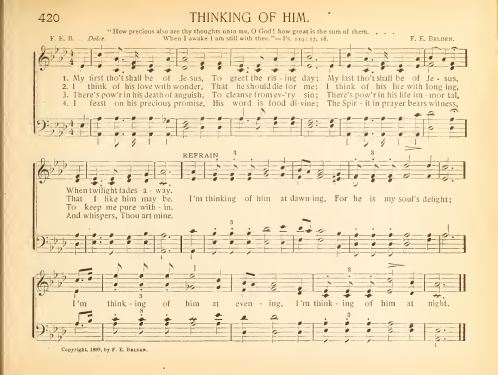 420 THINKING OF HIM.
"How precious also are thy thoughts unto me, O God! how great is the sum of them. . . .
F. E. B. Dolce. When I awake I am still with thee."—Ps. 139: 17, 18. F. E. BELDEN.
1. My first tho't shall be of Je-sus, To greet the ris-ing day; My last tho't shall be of Je-sus,
2. I think of his love with wonder, That he should die for me; I think of his life with long-ing,
3. There's pow'r in his death of anguish, To cleanse from ev'ry sin; There's pow'r in his life im-mor-tal,
4. I feast on his precious promise, His word is food di-vine; The Spir-it in prayer bears witness,
REFRAIN
When twilight fades a-way.
That I like him may be. I'm thinking of him at dawn-ing, For he is my soul's delight;
To keep me pure with-in.
And whispers, Thou art mine.
I'm think-ing of him at even-ing, I'm think-ing of him at night.
Copyright, 1899, by F. E. BELDEN.